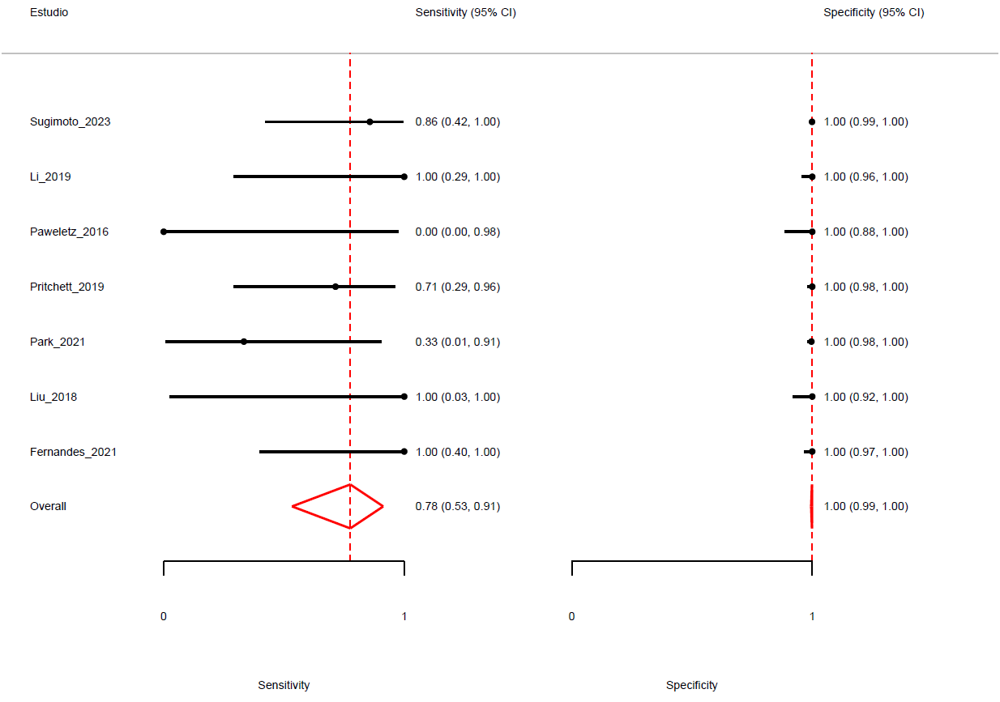 Estudio Sensitivity (95% CI) Specificity (95% CI)
Sugimoto_2023 0.86 (0.42, 1.00) 1.00 (0.99, 1.00)
Li_2019 1.00 (0.29, 1.00) 1.00 (0.96, 1.00)
Paweletz_2016 0.00 (0.00, 0.98) 1.00 (0.88, 1.00)
Pritchett_2019 0.71 (0.29, 0.96) 1.00 (0.98, 1.00)
Park_2021 0.33 (0.01, 0.91) 1.00 (0.98, 1.00)
Liu_2018 1.00 (0.03, 1.00) 1.00 (0.92, 1.00)
Fernandes_2021 1.00 (0.40, 1.00) 1.00 (0.97, 1.00)
Overall 0.78 (0.53, 0.91) 1.00 (0.99, 1.00)
0 1 0 1
Sensitivity Specificity